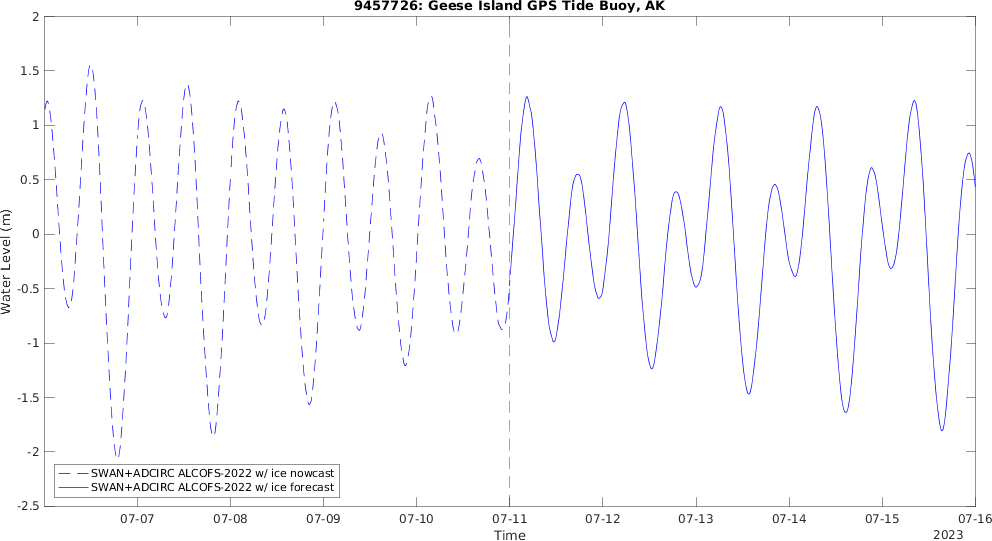 9457726: Geese Island GPS Tide Buoy, AK
2
1.5
1
0.5
0
-0.5
-1
-1.5
-2
-2.5
Water Level (m)
SWAN+ADCIRC ALCOFS-2022 w/ ice nowcast
SWAN+ADCIRC ALCOFS-2022 w/ ice forecast
07-07 07-08 07-09 07-10 07-11 07-12 07-13 07-14 07-15 07-16
Time
2023